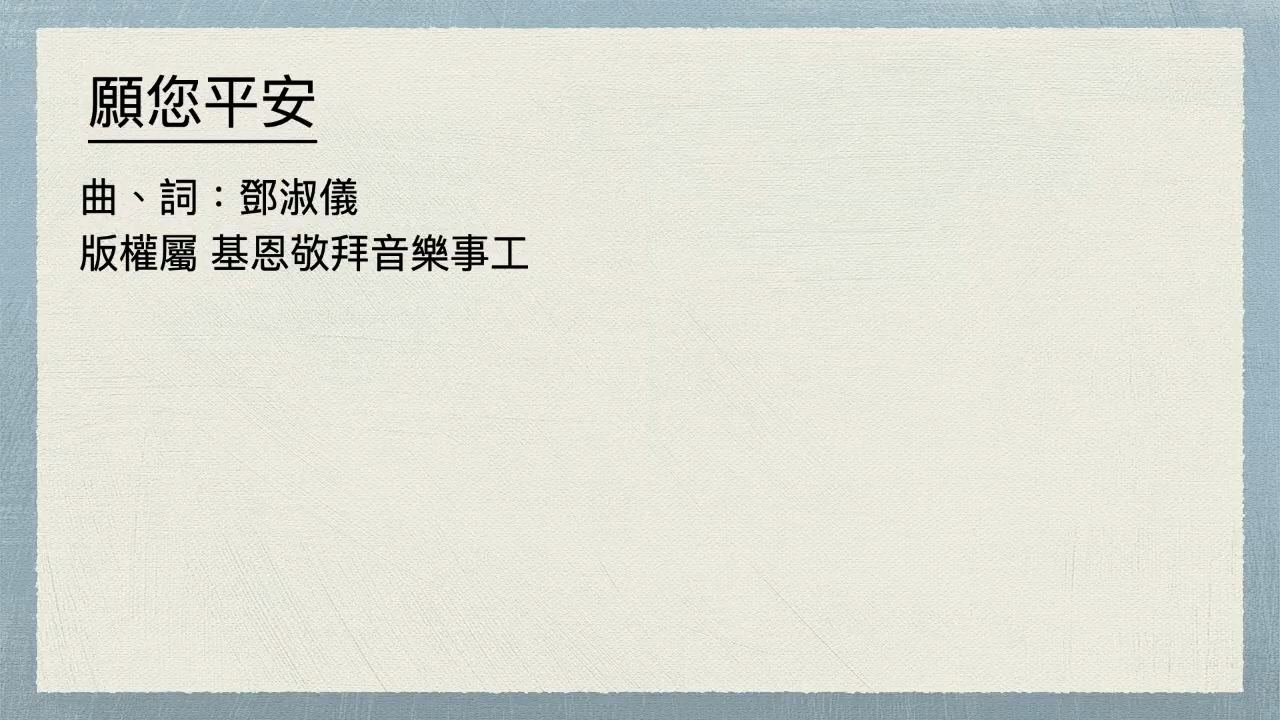 願您平安
曲、詞：鄧淑儀
版權屬 基恩敬拜音樂事工